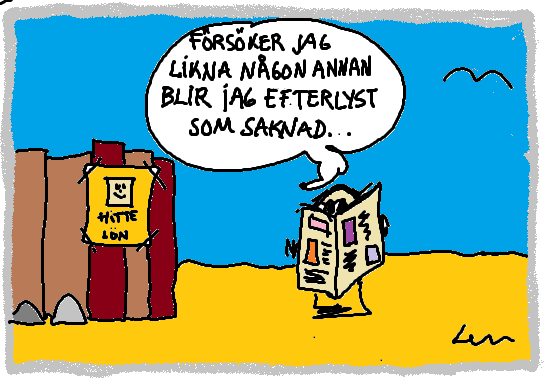 FÖRSÖKER JAG
LIKNA NÅGON ANNAN
BLIR JAG EFTERLYST
SOM SAKNAD...
HITTE
LÖN